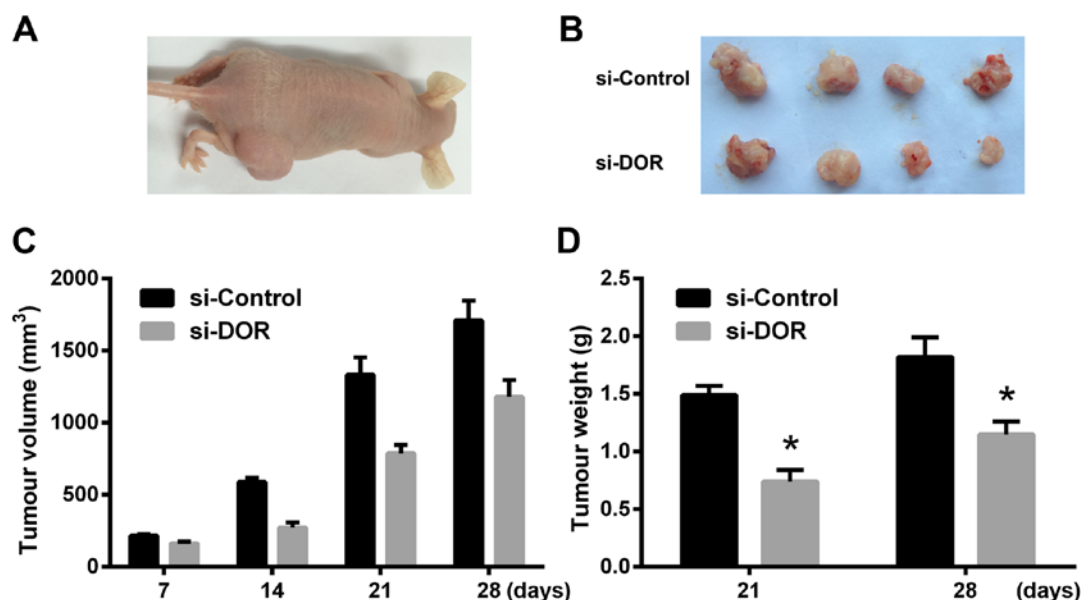 A
B
si-Control
si-DOR
C
Tumour volume (mm³)
2000
1500
1000
500
0
si-Control
si-DOR
7 14 21 28 (days)
D
Tumour weight (g)
2.5
2.0
1.5
1.0
0.5
0.0
si-Control
si-DOR
*
*
21 28 (days)